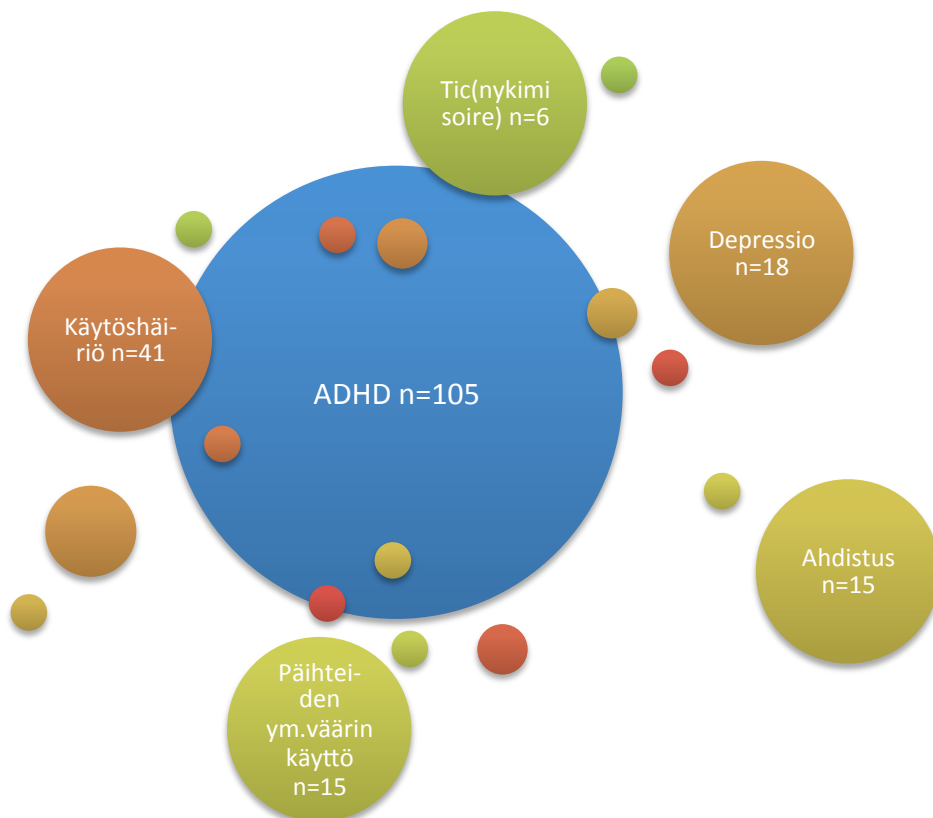 Tic(nykimi
soire) n=6
Depressio
n=18
Käytöshäi-
riö n=41
ADHD n=105
Ahdistus
n=15
Päihtei-
den
ym.väärin
käyttö
n=15